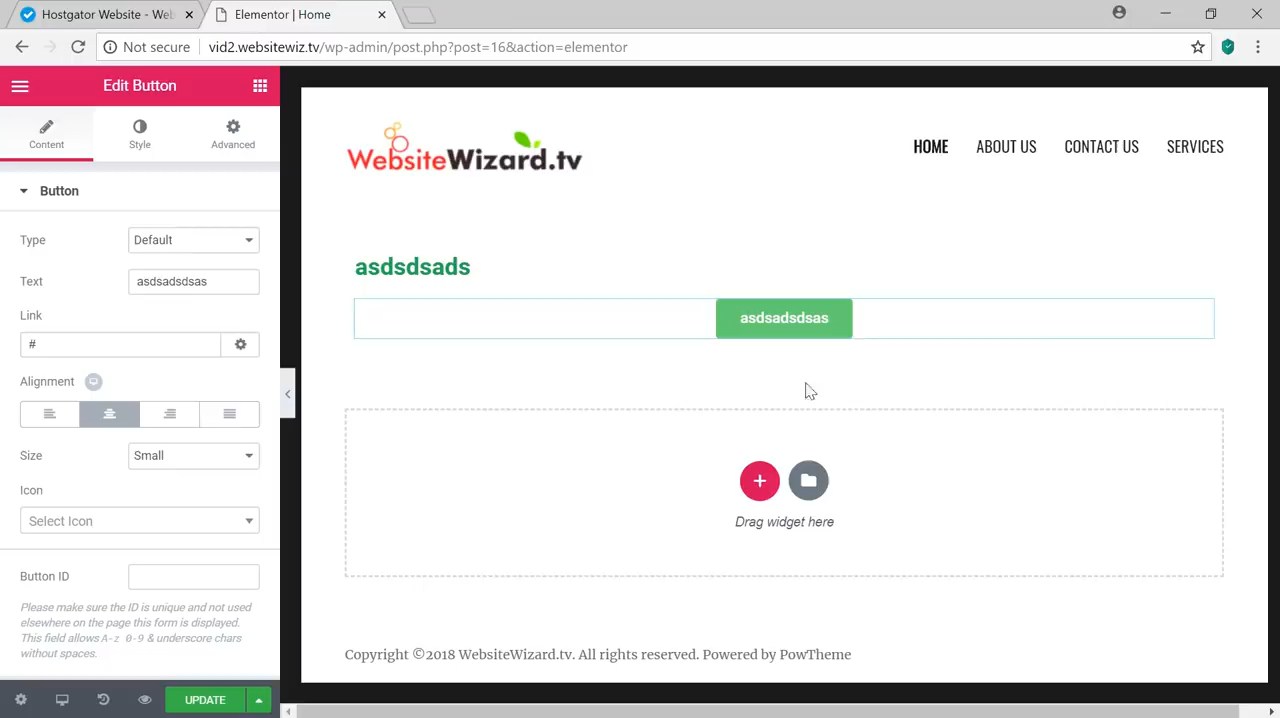 Hostgator Website
Elementor | Home
Not secure vid2.websitewiz.tv/wp-admin/post.php?post=16&action=elementor
Edit Button
Content Style Advanced
Button
Type Default
Text asdsadsdsas
Link
#
Alignment
Size Small
Icon
Select Icon
Button ID
Please make sure the ID is unique and not used
elsewhere on the page this form is displayed.
This field allows A-z 0-9 & underscore chars
without spaces.
UPDATE
WebsiteWizard.tv
HOME ABOUT US CONTACT US SERVICES
asdsdsads
asdsadsdsas
Drag widget here
Copyright ©2018 WebsiteWizard.tv. All rights reserved. Powered by PowTheme